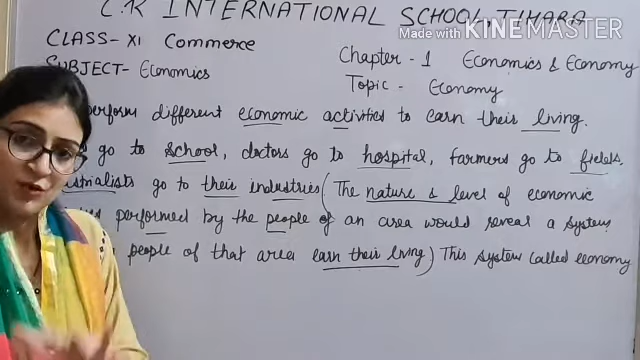 C.R INTERNATIONAL SCHOOL, TIHARA
Made with KINEMASTER
CLASS- XI Commerce
Chapter - 1 Economics & Economy
SUBJECT- Economics
Topic - Economy
perform different economic activities to earn their living.
go to school, doctors go to hospital, farmers go to fields.
go to their industries (The nature & level of economic
performed by the people of an area would reveal a system
people of that area earn their living) This system called economy